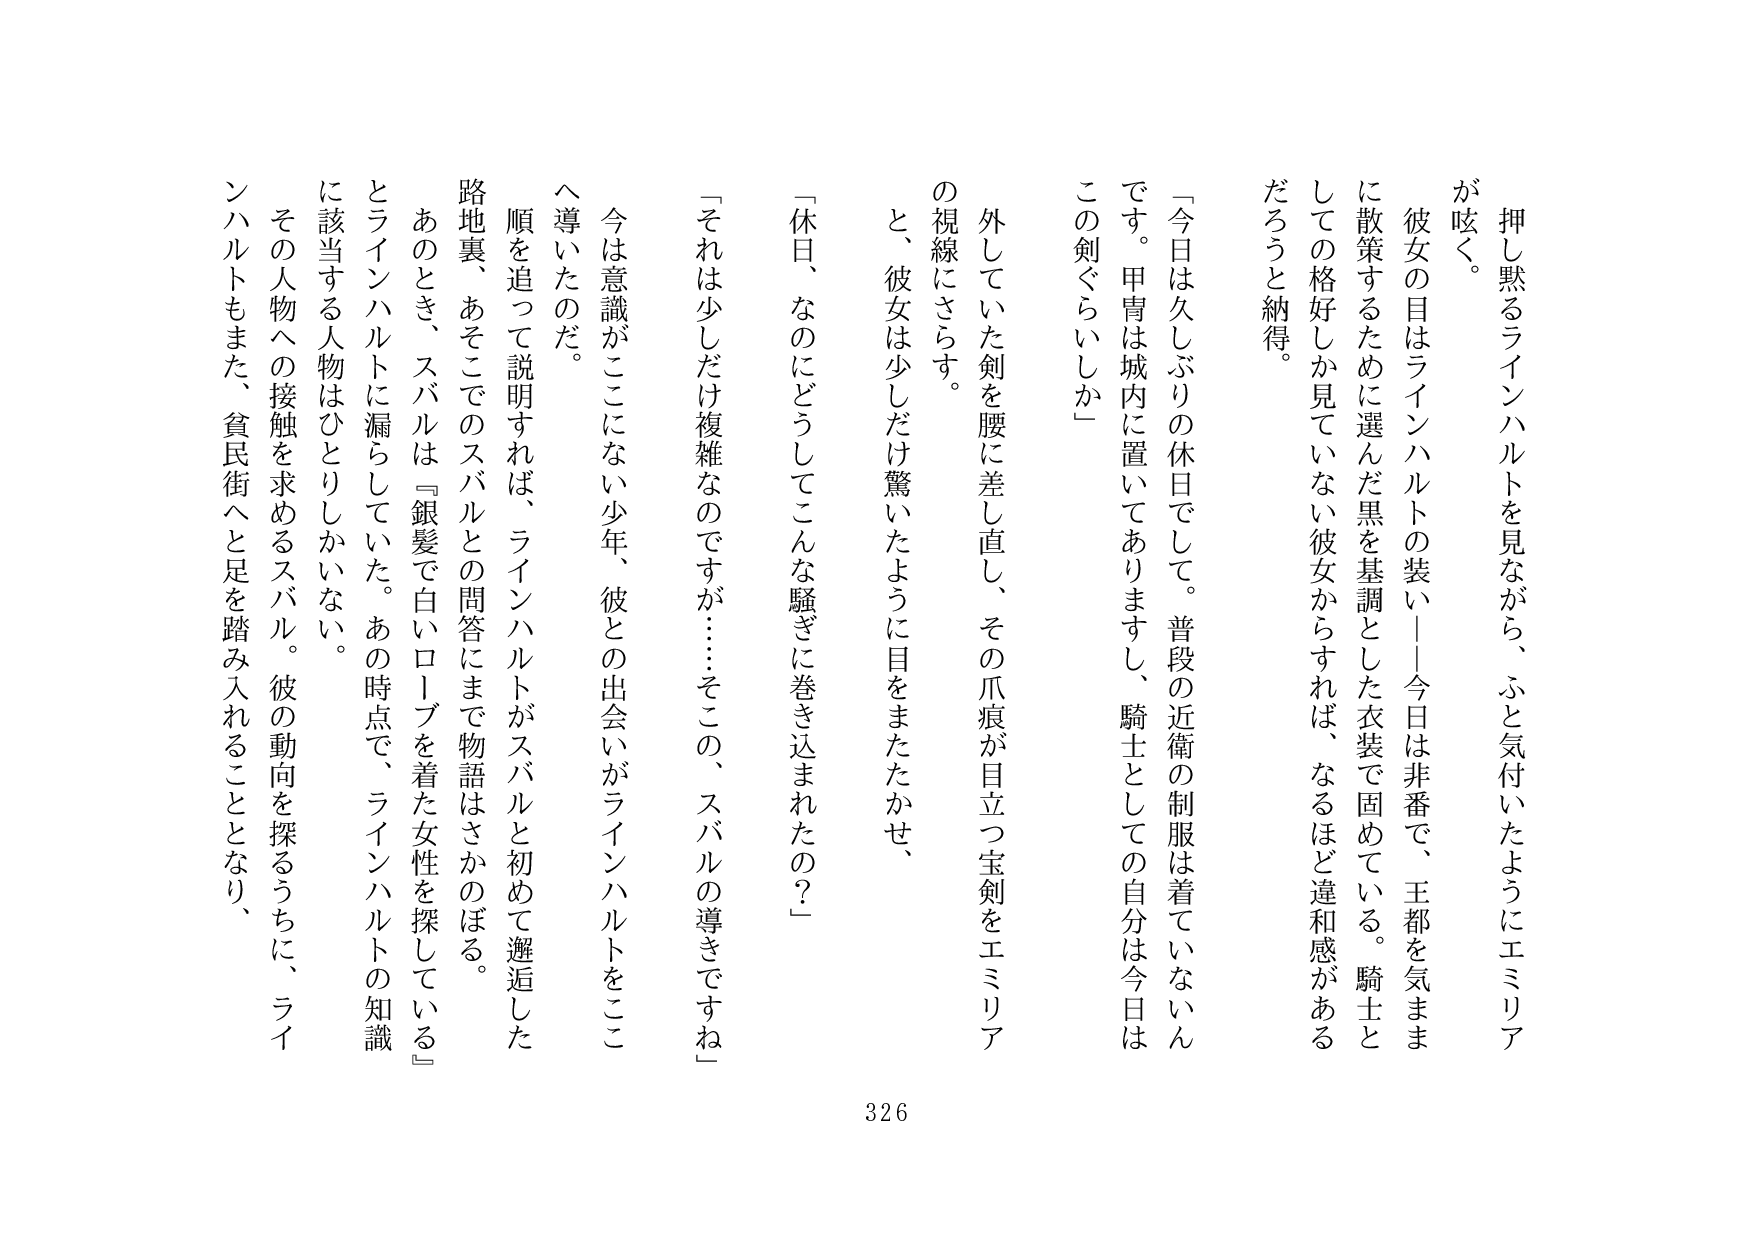 押し黙るラインハルトを見ながら、ふと気付いたようにエミリア
が呟く。
　彼女の目はラインハルトの装い――今日は非番で、王都を気まま
に散策するために選んだ黒を基調とした衣装で固めている。騎士と
しての格好しか見ていない彼女からすれば、なるほど違和感がある
だろうと納得。
「今日は久しぶりの休日でして。普段の近衛の制服は着ていないん
です。甲冑は城内に置いてありますし、騎士としての自分は今日は
この剣ぐらいしか」
　外していた剣を腰に差し直し、その爪痕が目立つ宝剣をエミリア
の視線にさらす。
　と、彼女は少しだけ驚いたように目をまたたかせ、
「休日、なのにどうしてこんな騒ぎに巻き込まれたの？」
「それは少しだけ複雑なのですが……そこの、スバルの導きですね」
　今は意識がここにない少年、彼との出会いがラインハルトをここ
へ導いたのだ。
　順を追って説明すれば、ラインハルトがスバルと初めて邂逅した
路地裏、あそこでのスバルとの問答にまで物語はさかのぼる。
　あのとき、スバルは『銀髪で白いローブを着た女性を探している』
とラインハルトに漏らしていた。あの時点で、ラインハルトの知識
に該当する人物はひとりしかいない。
　その人物への接触を求めるスバル。彼の動向を探るうちに、ライ
ンハルトもまた、貧民街へと足を踏み入れることとなり、
326